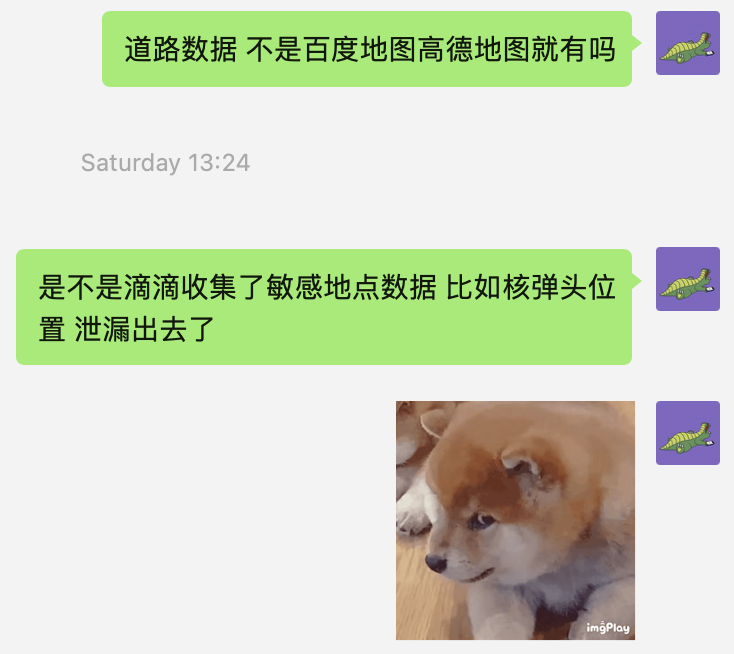 道路数据 不是百度地图高德地图就有吗
Saturday 13:24
是不是滴滴收集了敏感地点数据 比如核弹头位
置 泄漏出去了
imgPlay